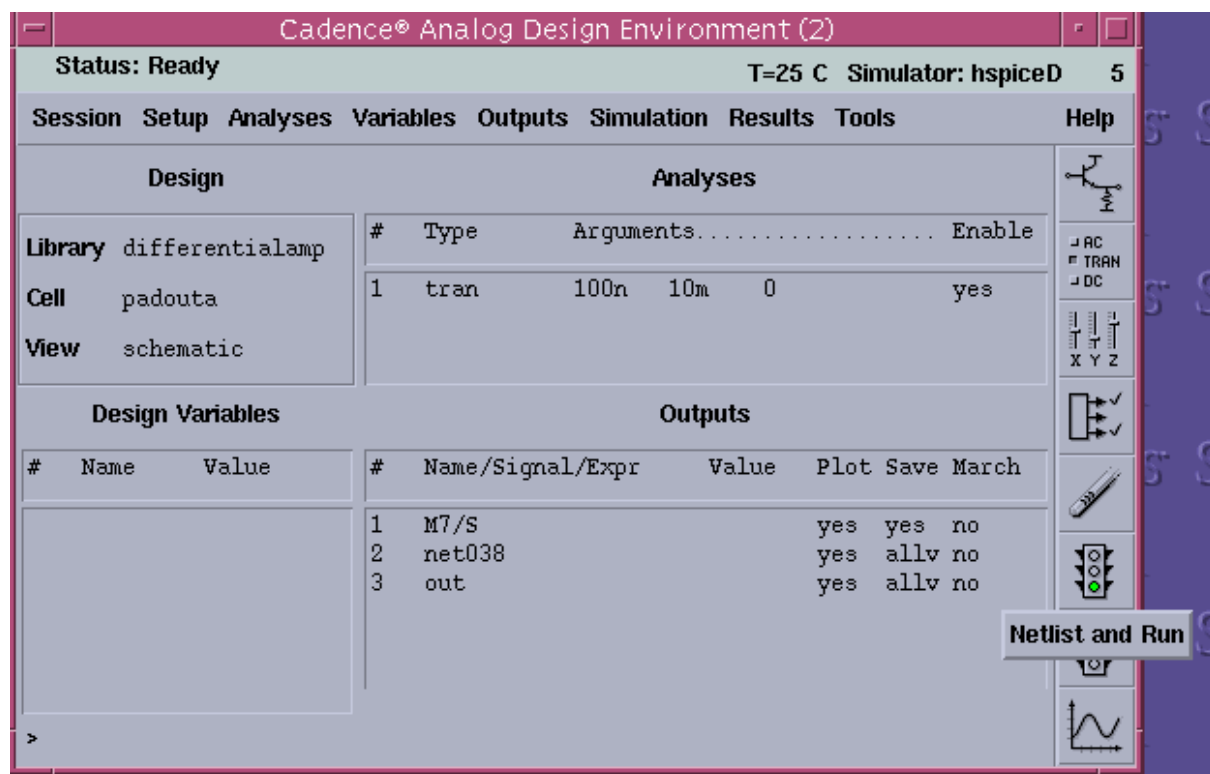 Cadence® Analog Design Environment (2)
Status: Ready T=25 C Simulator: hspiceD 5
Session Setup Analyses Variables Outputs Simulation Results Tools Help
Design
Library differentialamp
Cell padouta
View schematic
Analyses
# Type Arguments................... Enable
1 tran 100n 10m 0 yes
Design Variables
# Name Value
Outputs
# Name/Signal/Expr Value Plot Save March
1 M7/S yes yes no
2 net038 yes allv no
3 out yes allv no
>
AC
TRAN
DC
X Y Z
Netlist and Run